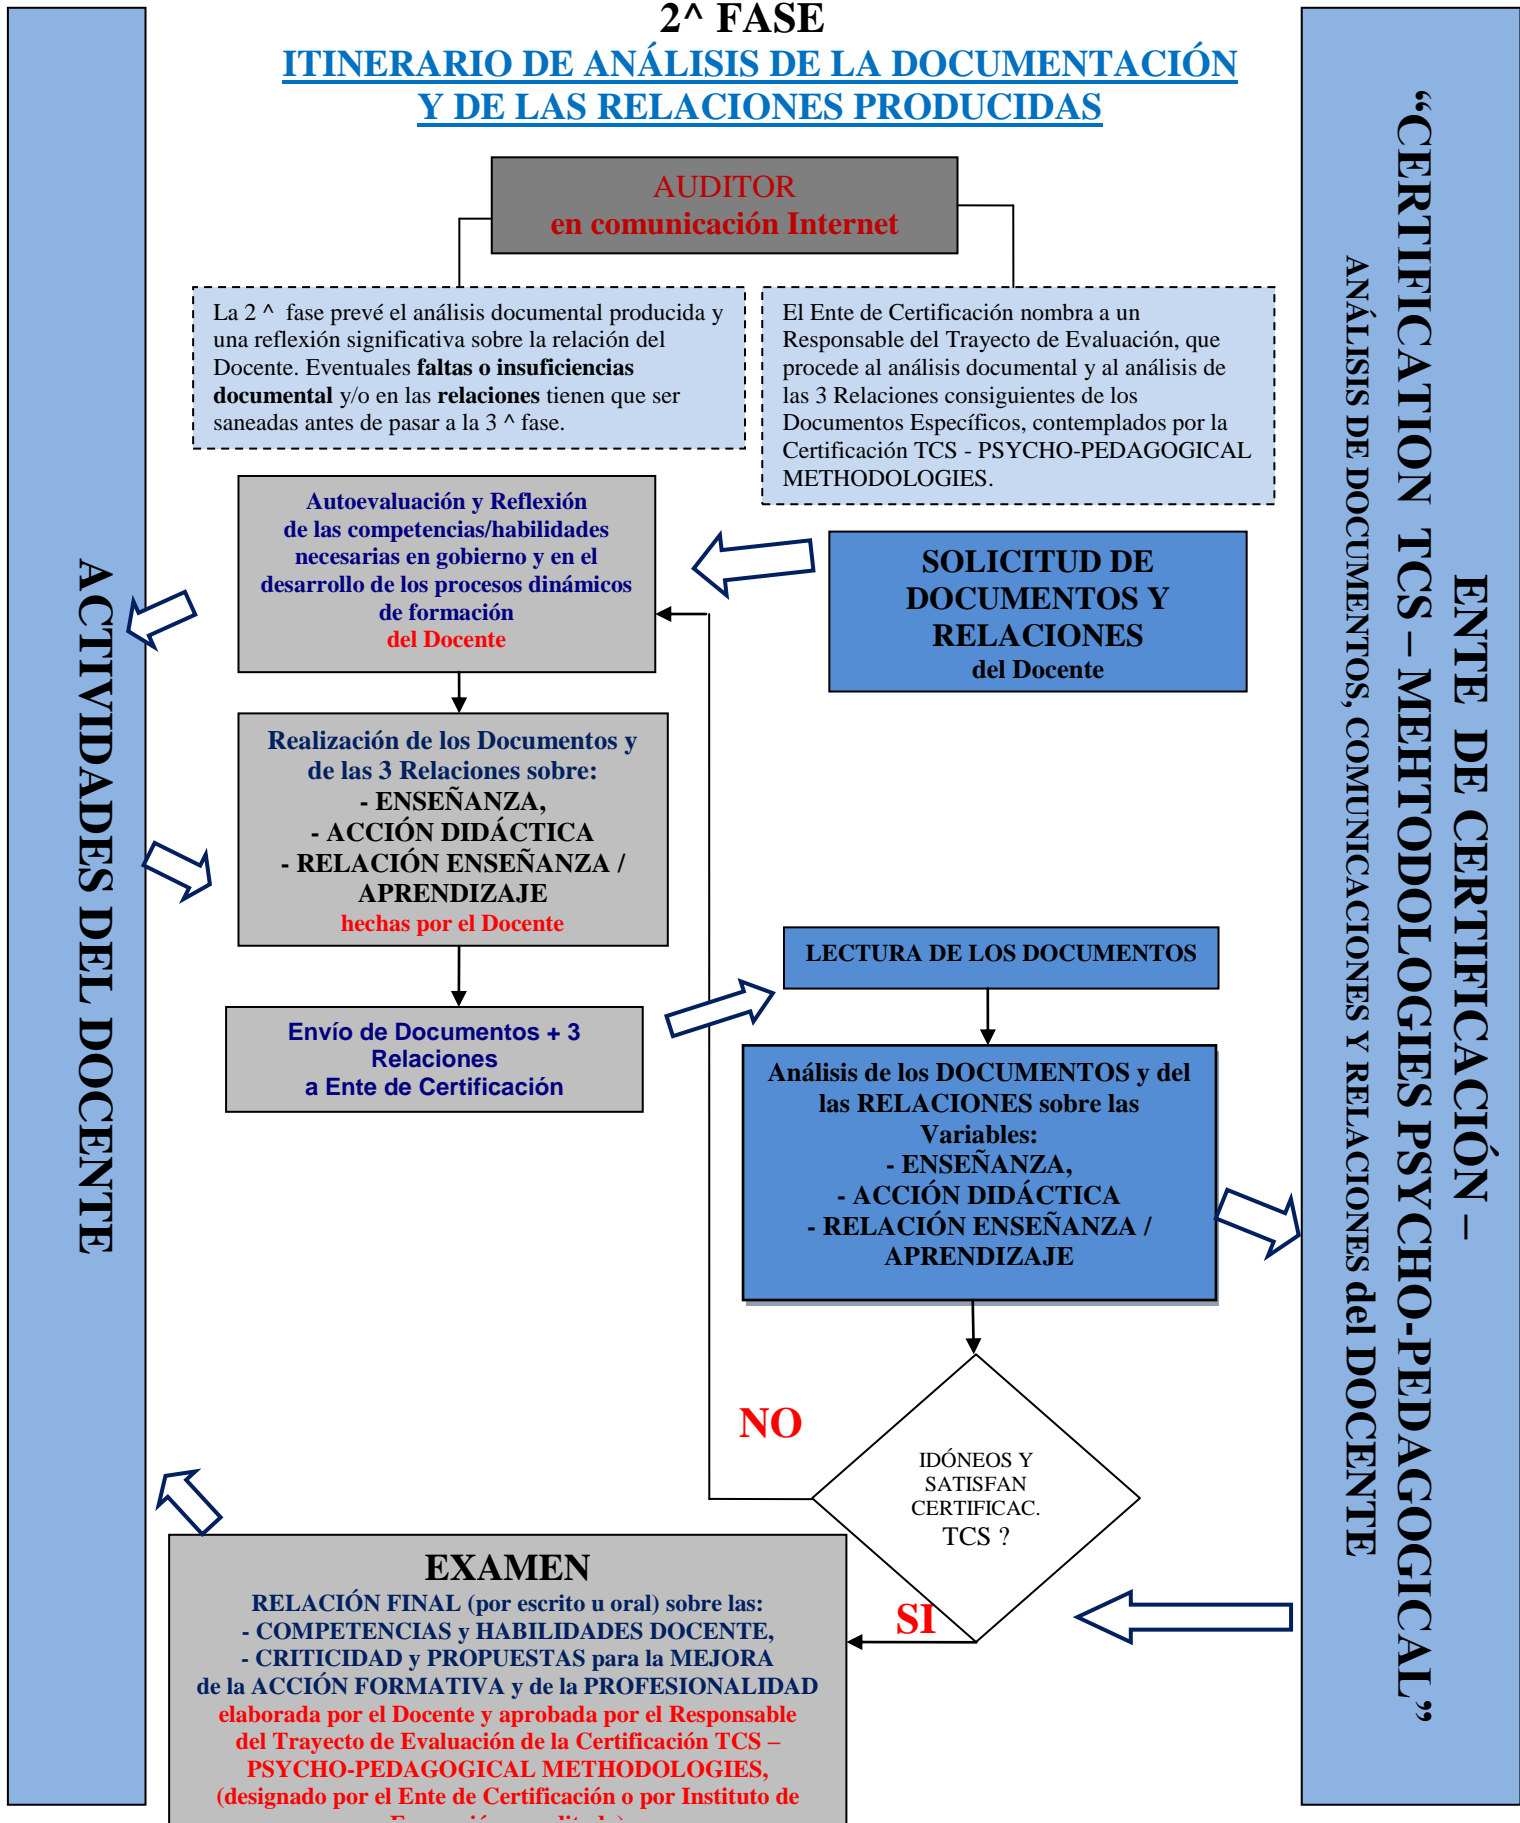 2^ FASE
ITINERARIO DE ANÁLISIS DE LA DOCUMENTACIÓN
Y DE LAS RELACIONES PRODUCIDAS
AUDITOR
en comunicación Internet
La 2 ^ fase prevé el análisis documental producida y
una reflexión significativa sobre la relación del
Docente. Eventuales faltas o insuficiencias
documental y/o en las relaciones tienen que ser
saneadas antes de pasar a la 3 ^ fase.
El Ente de Certificación nombra a un
Responsable del Trayecto de Evaluación, que
procede al análisis documental y al análisis de
las 3 Relaciones consiguientes de los
Documentos Específicos, contemplados por la
Certificación TCS - PSYCHO-PEDAGOGICAL
METHODOLOGIES.
Autoevaluación y Reflexión
de las competencias/habilidades
necesarias en gobierno y en el
desarrollo de los procesos dinámicos
de formación
del Docente
SOLICITUD DE
DOCUMENTOS Y
RELACIONES
del Docente
Realización de los Documentos y
de las 3 Relaciones sobre:
- ENSEÑANZA,
- ACCIÓN DIDÁCTICA
- RELACIÓN ENSEÑANZA /
APRENDIZAJE
hechas por el Docente
Envío de Documentos + 3
Relaciones
a Ente de Certificación
LECTURA DE LOS DOCUMENTOS
Análisis de los DOCUMENTOS y del
las RELACIONES sobre las
Variables:
- ENSEÑANZA,
- ACCIÓN DIDÁCTICA
- RELACIÓN ENSEÑANZA /
APRENDIZAJE
NO
IDÓNEOS Y
SATISFAN
CERTIFICAC.
TCS ?
SI
EXAMEN
RELACIÓN FINAL (por escrito u oral) sobre las:
- COMPETENCIAS y HABILIDADES DOCENTE,
- CRITICIDAD y PROPUESTAS para la MEJORA
de la ACCIÓN FORMATIVA y de la PROFESIONALIDAD
elaborada por el Docente y aprobada por el Responsable
del Trayecto de Evaluación de la Certificación TCS –
PSYCHO-PEDAGOGICAL METHODOLOGIES,
(designado por el Ente de Certificación o por Instituto de
ACTIVIDADES DEL DOCENTE
ENTE DE CERTIFICACIÓN –
“CERTIFICATION TCS – MEHTODOLOGIES PSYCHO-PEDAGOGICAL”
ANÁLISIS DE DOCUMENTOS, COMUNICACIONES Y RELACIONES del DOCENTE